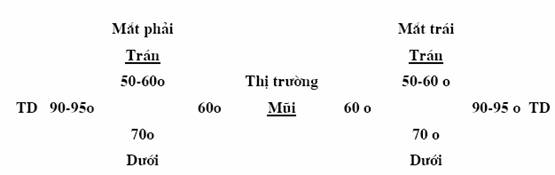 Mắt phải Mắt trái
Trán Trán
50-60o Thị trường 50-60 o
TD 90-95o 60o Mũi 60 o 90-95 o TD
70o 70 o
Dưới Dưới